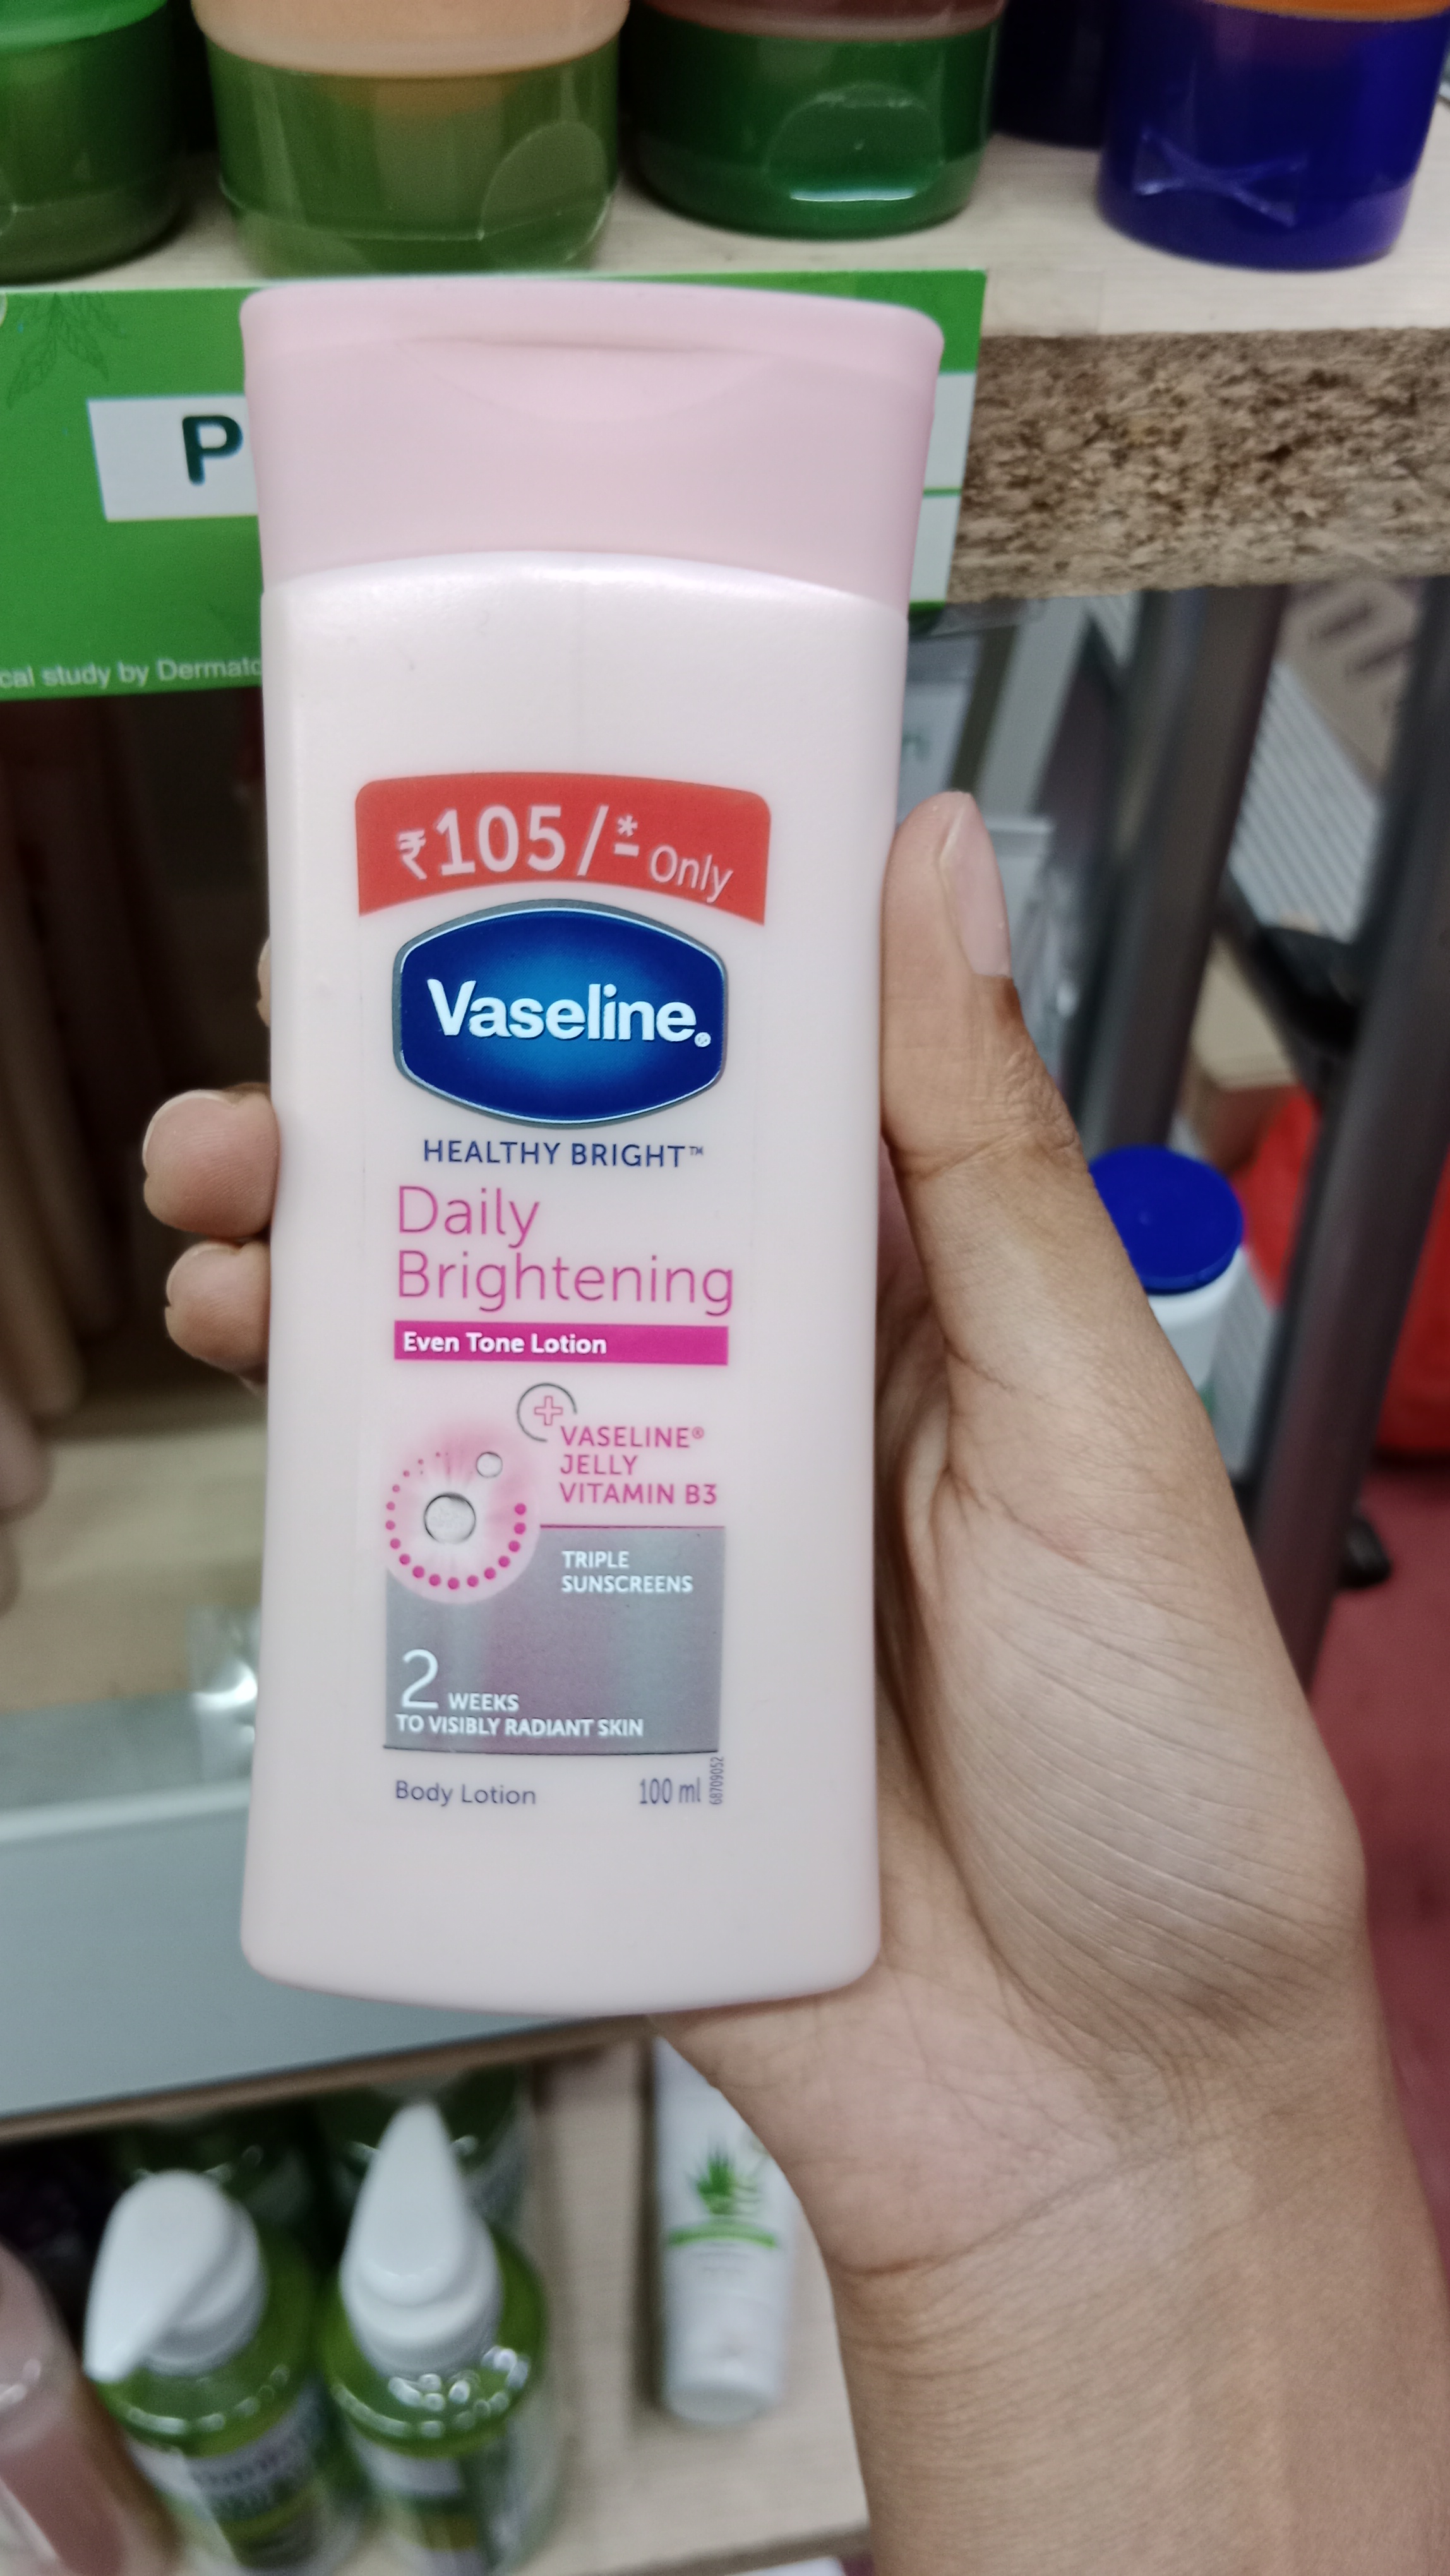 P
cal study by Dermato
₹105/-* Only
Vaseline®
HEALTHY BRIGHT™
Daily
Brightening
Even Tone Lotion
VASELINE®
JELLY
VITAMIN B3
TRIPLE
SUNSCREENS
2 WEEKS
TO VISIBLY RADIANT SKIN
Body Lotion
100 ml
68709052